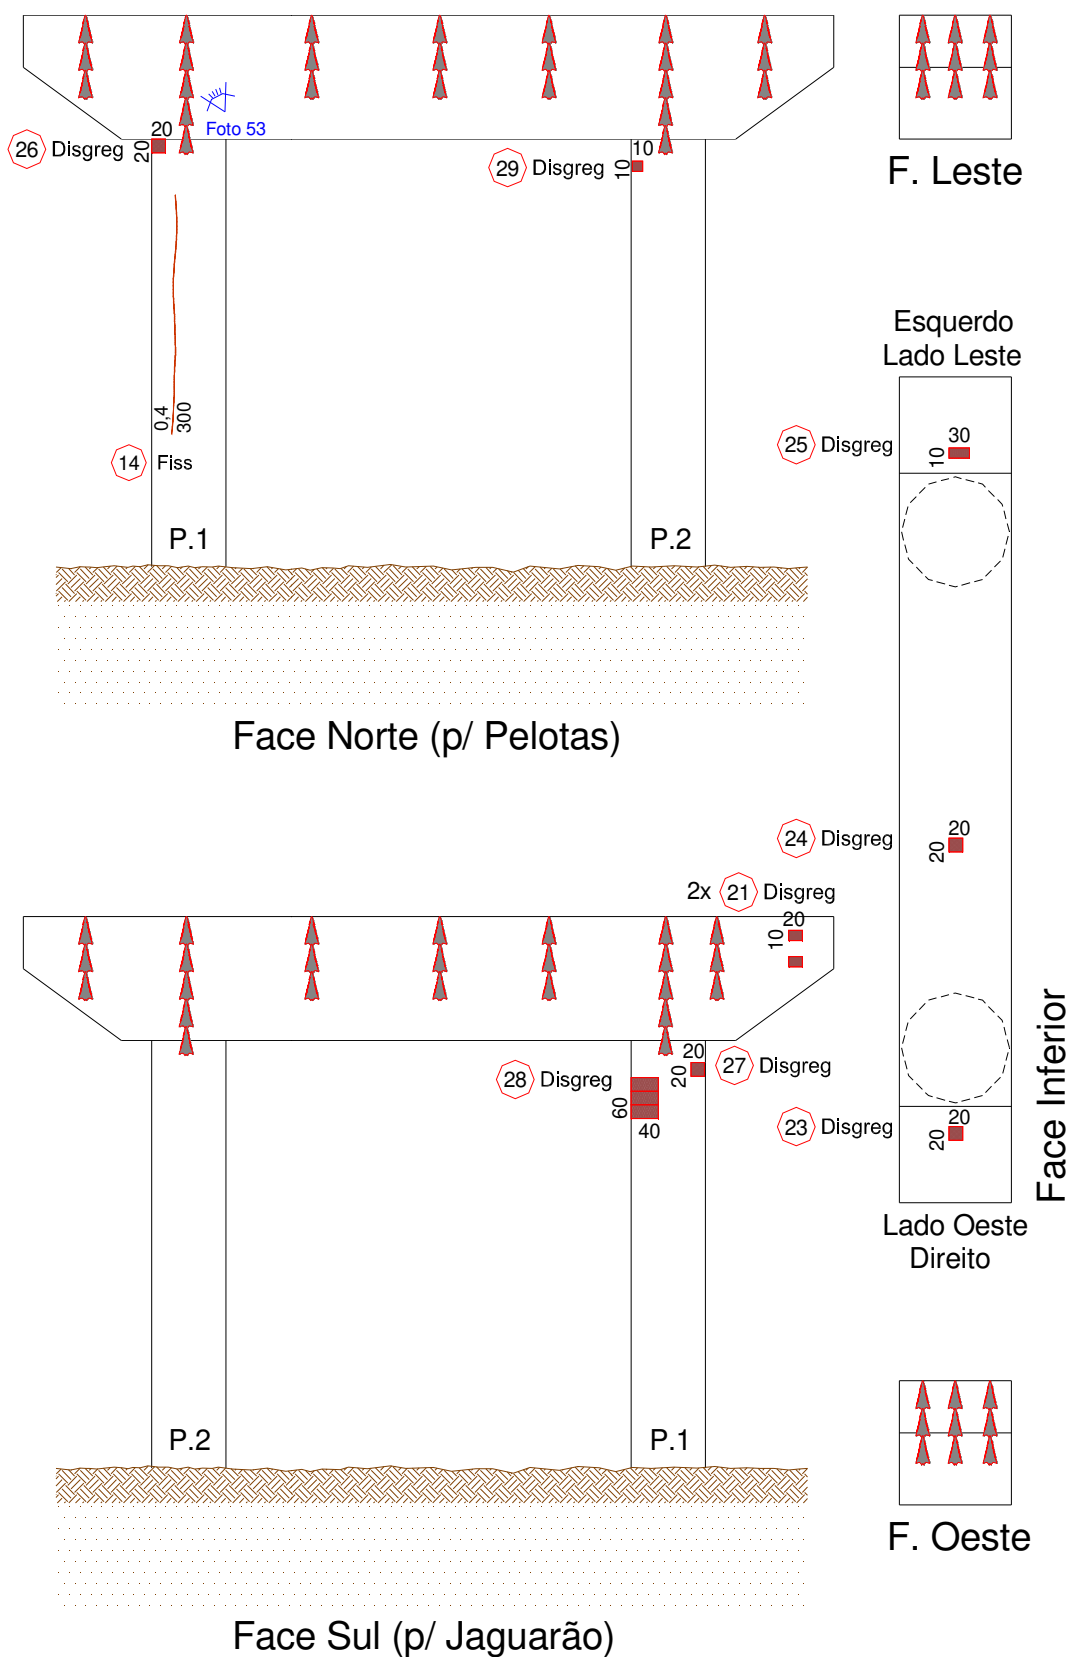 Foto 53
20
20
26 Disgreg
10
10
29 Disgreg
F. Leste
0,4
300
14 Fiss
P.1
P.2
Face Norte (p/ Pelotas)
Esquerdo
Lado Leste
25 Disgreg
30
10
24 Disgreg
20
20
23 Disgreg
20
20
Lado Oeste
Direito
Face Inferior
2x 21 Disgreg
20
10
28 Disgreg
60
40
20
20
27 Disgreg
P.2
P.1
Face Sul (p/ Jaguarão)
F. Oeste